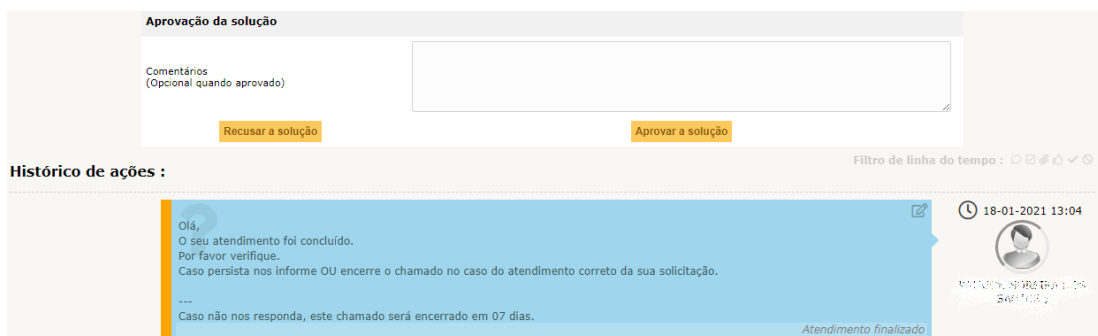 Aprovação da solução
Comentários
(Opcional quando aprovado)
Recusar a solução
Aprovar a solução
Filtro de linha do tempo :
Histórico de ações :
18-01-2021 13:04
Olá,
O seu atendimento foi concluído.
Por favor verifique.
Caso persista nos informe OU encerre o chamado no caso do atendimento correto da sua solicitação.
---
Caso não nos responda, este chamado será encerrado em 07 dias.
Atendimento finalizado